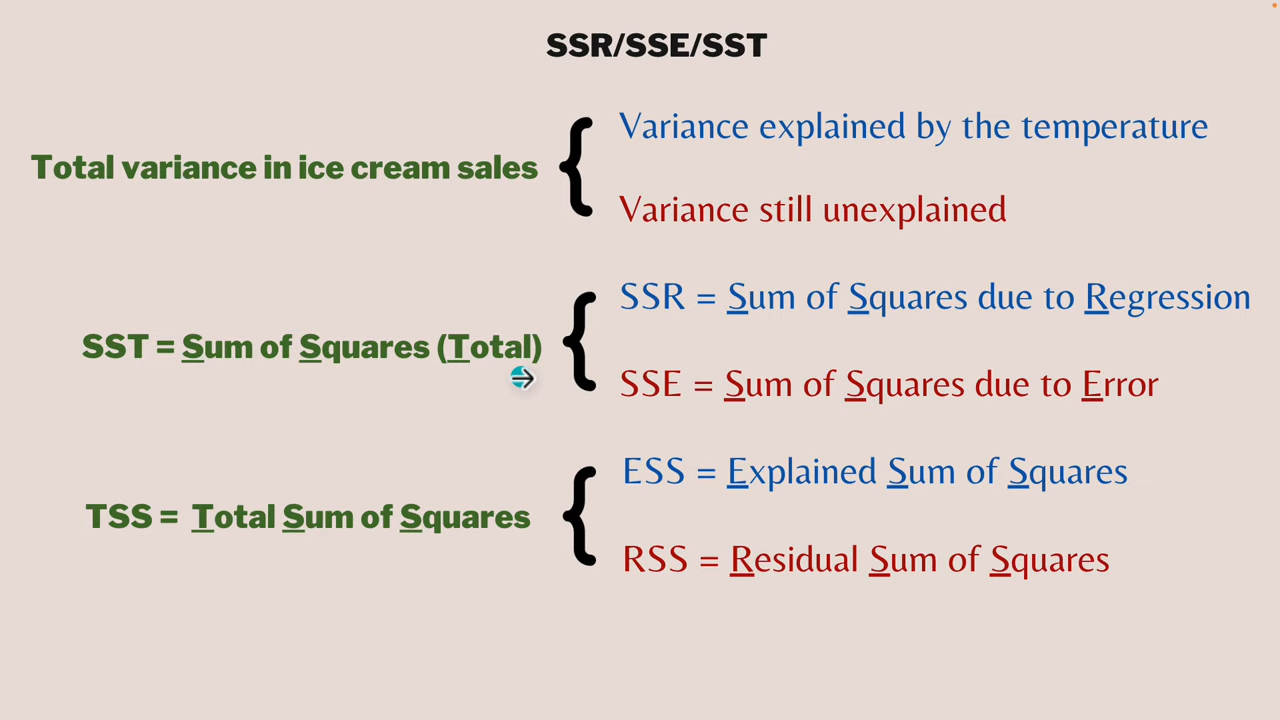 SSR/SSE/SST
Total variance in ice cream sales
Variance explained by the temperature
Variance still unexplained
SST = Sum of Squares (Total)
SSR = Sum of Squares due to Regression
SSE = Sum of Squares due to Error
TSS = Total Sum of Squares
ESS = Explained Sum of Squares
RSS = Residual Sum of Squares